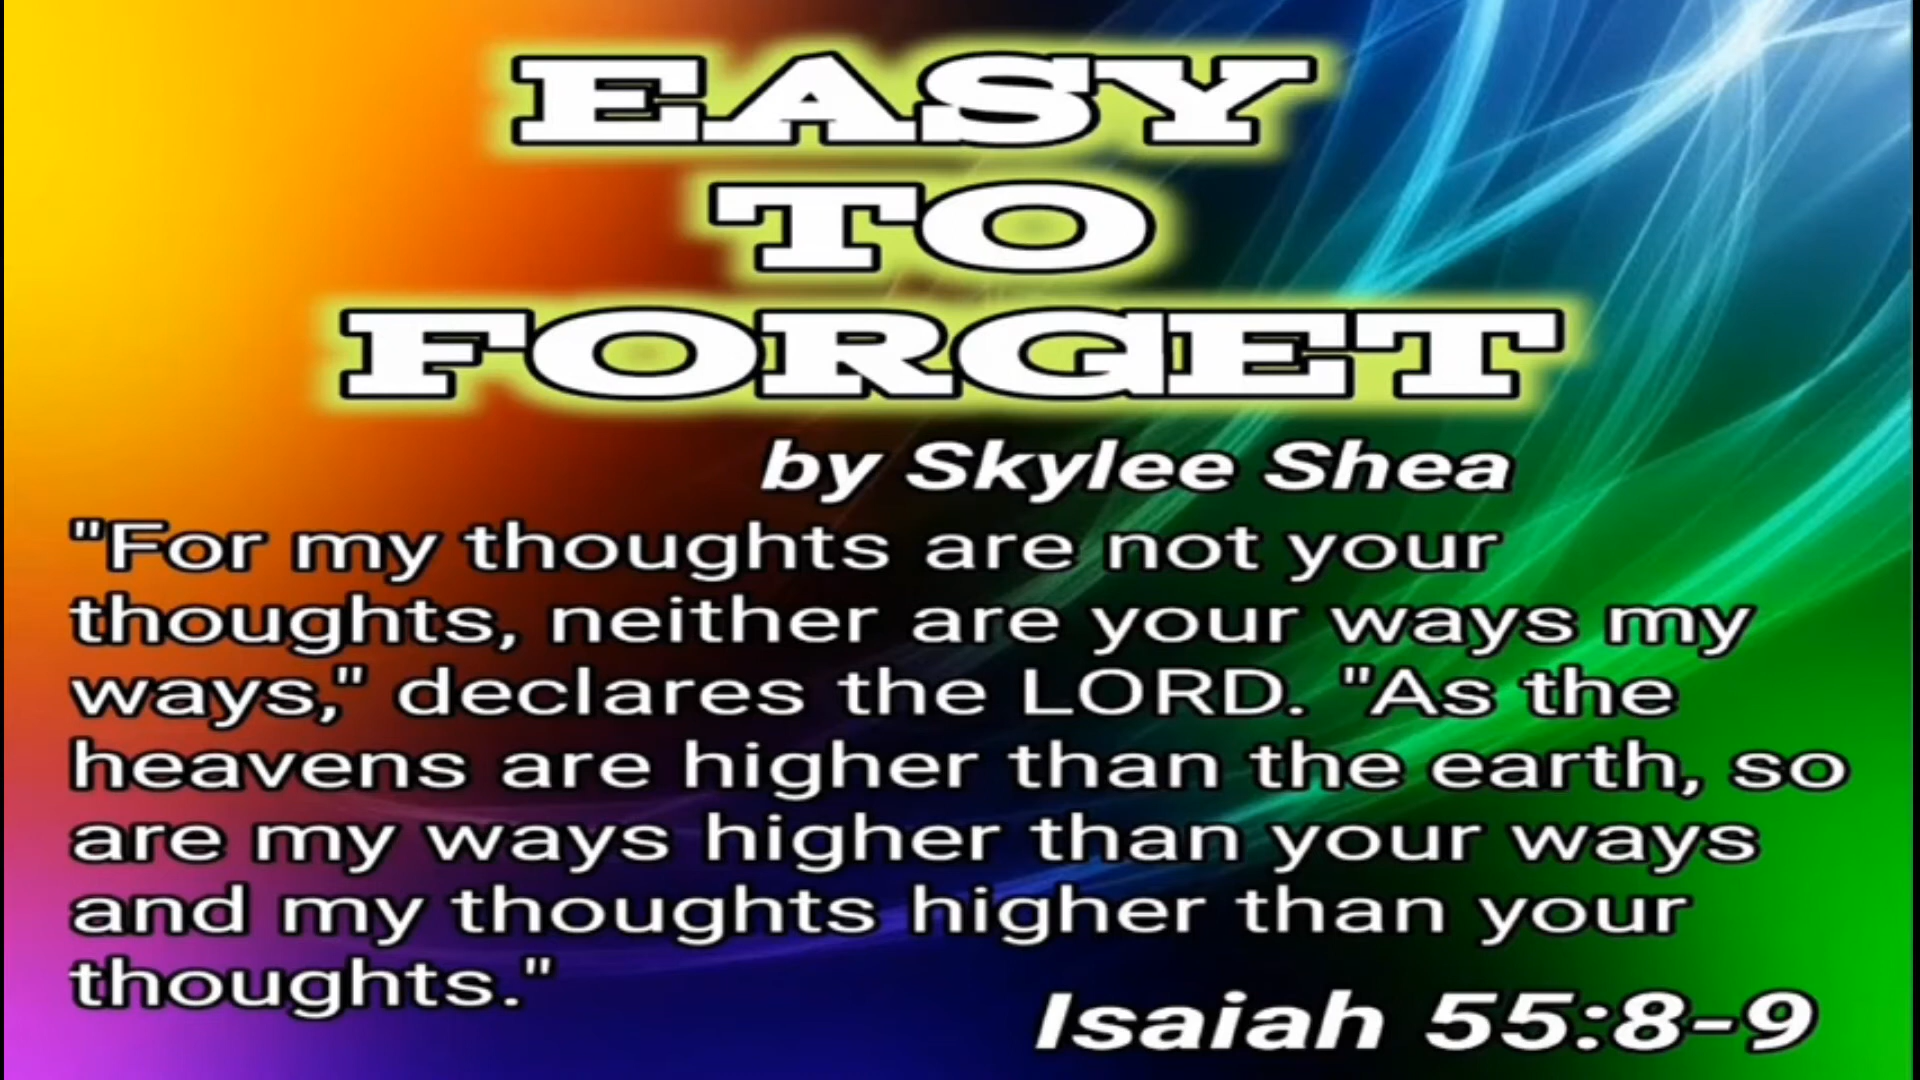 EASY
TO
FORGET
by Skylee Shea
"For my thoughts are not your
thoughts, neither are your ways my
ways," declares the LORD. "As the
heavens are higher than the earth, so
are my ways higher than your ways
and my thoughts higher than your
thoughts."
Isaiah 55:8-9